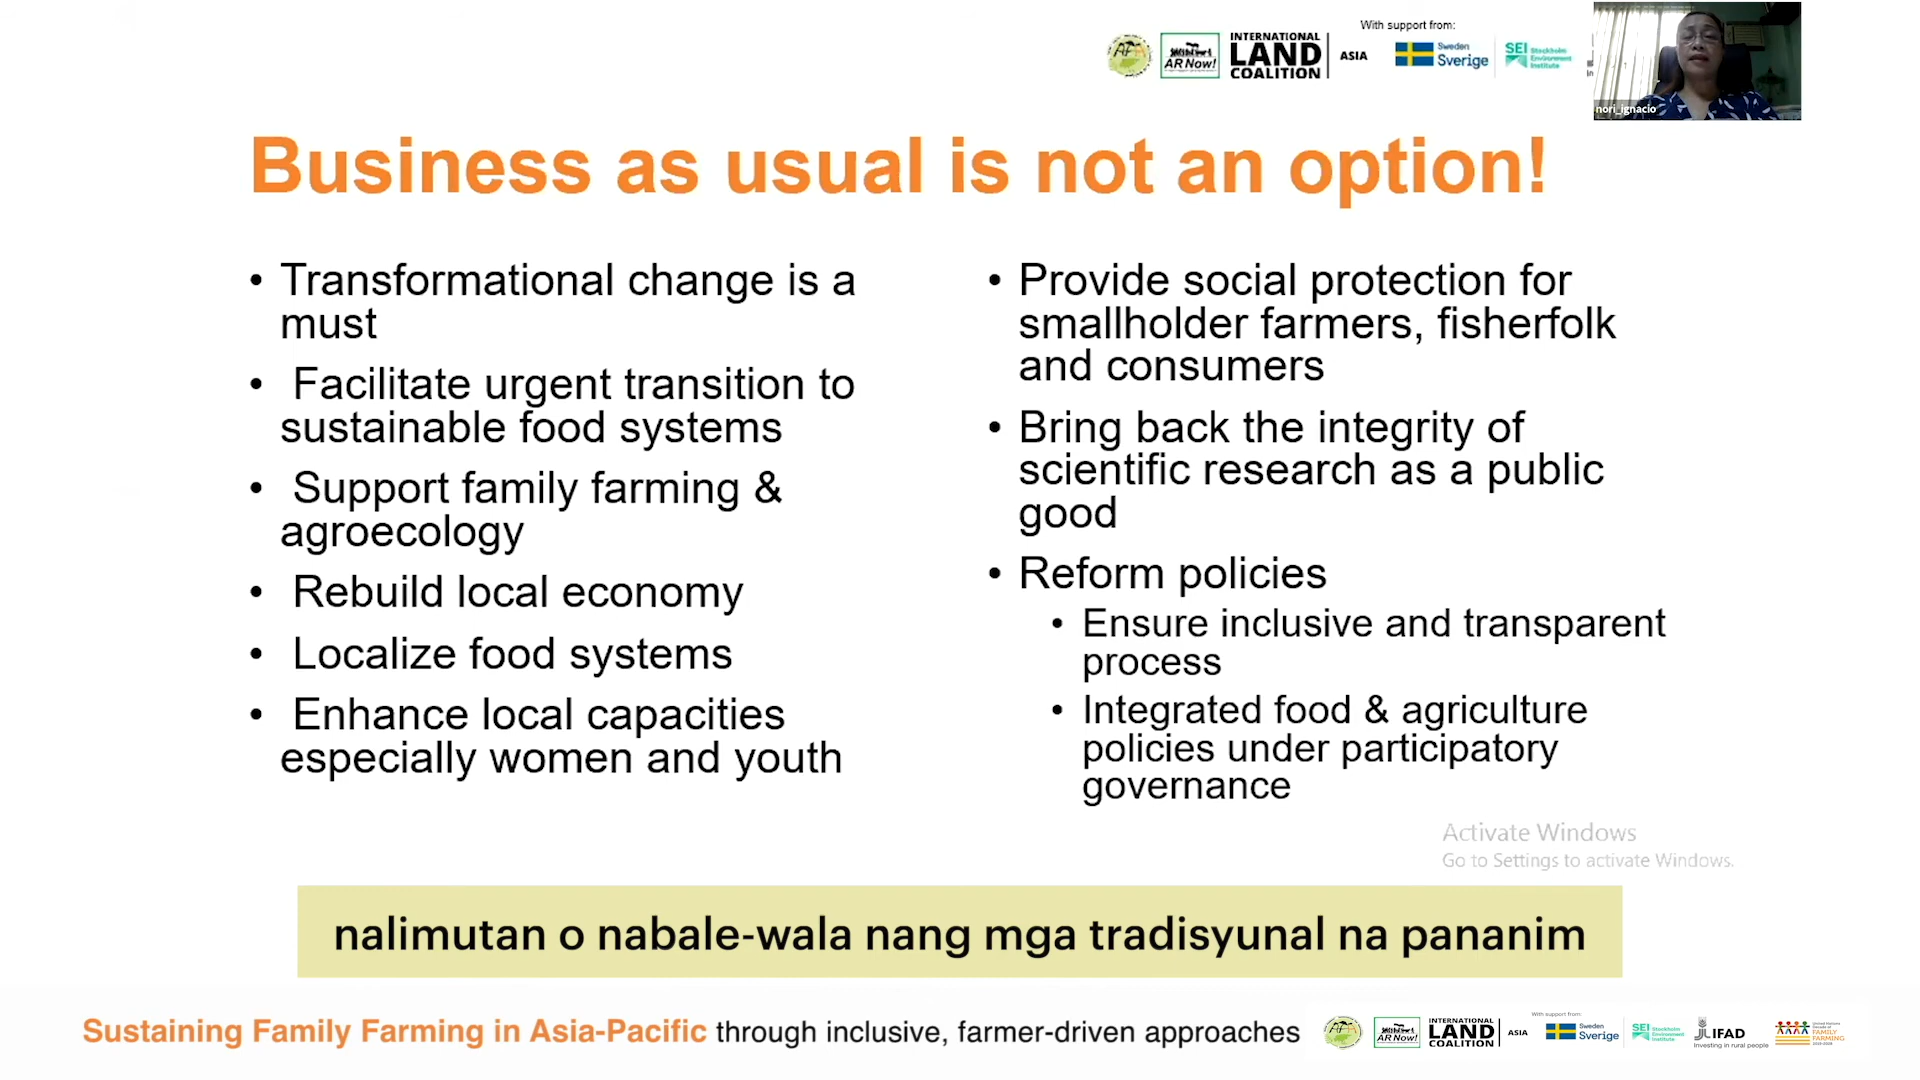 With support from:
AFA
AR Now!
INTERNATIONAL
LAND
COALITION
ASIA
Sweden
Sverige
SEI
Stockholm
Environment
Institute
nori_ignacio
Business as usual is not an option!
• Transformational change is a
must
• Facilitate urgent transition to
sustainable food systems
• Support family farming &
agroecology
• Rebuild local economy
• Localize food systems
• Enhance local capacities
especially women and youth
• Provide social protection for
smallholder farmers, fisherfolk
and consumers
• Bring back the integrity of
scientific research as a public
good
• Reform policies
• Ensure inclusive and transparent
process
• Integrated food & agriculture
policies under participatory
governance
Activate Windows
Go to Settings to activate Windows.
nalimutan o nabale-wala nang mga tradisyunal na pananim
Sustaining Family Farming in Asia-Pacific through inclusive, farmer-driven approaches
With support from:
AFA
AR Now!
INTERNATIONAL
LAND
COALITION
ASIA
Sweden
Sverige
SEI
Stockholm
Environment
Institute
IFAD
Investing in rural people
United Nations
Decade of
FAMILY
FARMING